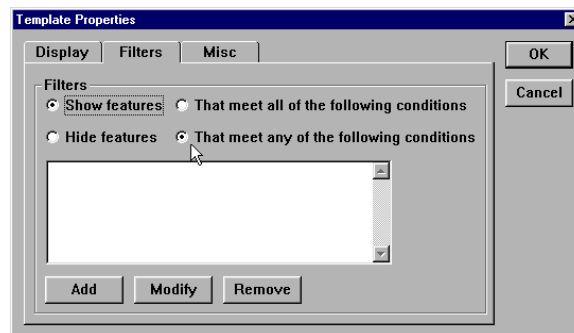 Template Properties
Display Filters Misc
OK
Filters
Cancel
Show features That meet all of the following conditions
Hide features That meet any of the following conditions
Add Modify Remove